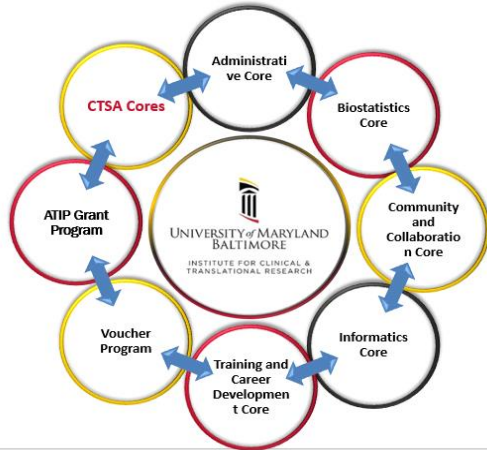 Administrati
ve Core
Biostatistics
Core
Community
and
Collaboratio
n Core
Informatics
Core
Training and
Career
Developmen
t Core
Voucher
Program
ATIP Grant
Program
CTSA Cores
UNIVERSITY of MARYLAND
BALTIMORE
INSTITUTE FOR CLINICAL &
TRANSLATIONAL RESEARCH